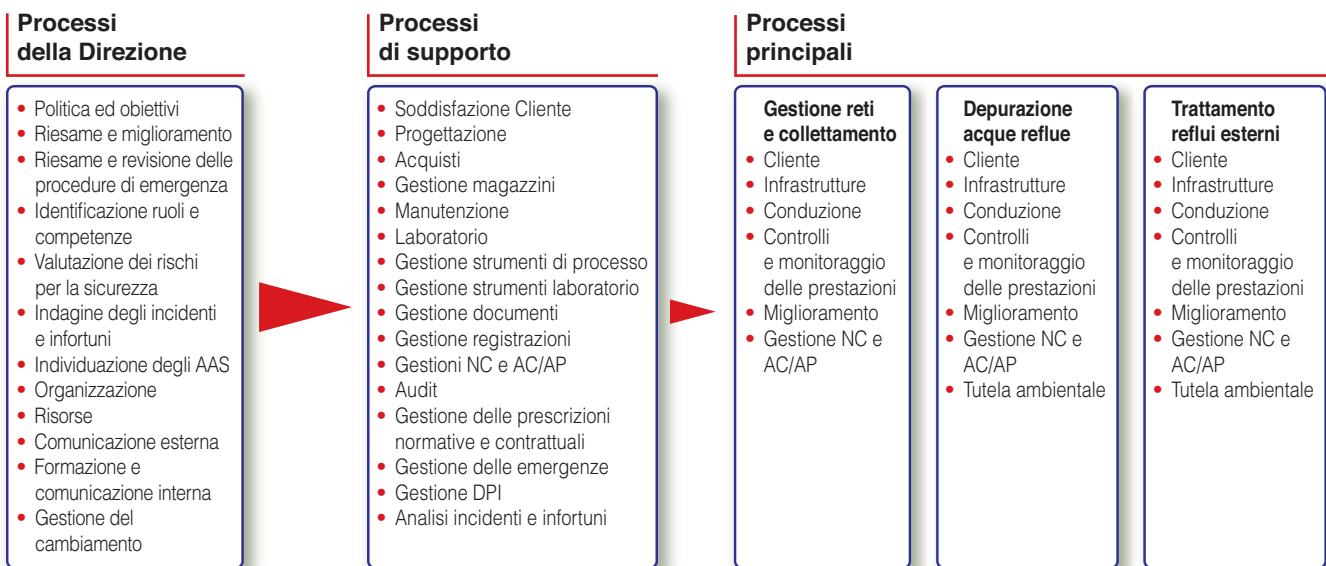 Processi
della Direzione
• Politica ed obiettivi
• Riesame e miglioramento
• Riesame e revisione delle
procedure di emergenza
• Identificazione ruoli e
competenze
• Valutazione dei rischi
per la sicurezza
• Indagine degli incidenti
e infortuni
• Individuazione degli AAS
• Organizzazione
• Risorse
• Comunicazione esterna
• Formazione e
comunicazione interna
• Gestione del
cambiamento
Processi
di supporto
• Soddisfazione Cliente
• Progettazione
• Acquisti
• Gestione magazzini
• Manutenzione
• Laboratorio
• Gestione strumenti di processo
• Gestione strumenti laboratorio
• Gestione documenti
• Gestione registrazioni
• Gestioni NC e AC/AP
• Audit
• Gestione delle prescrizioni
normative e contrattuali
• Gestione delle emergenze
• Gestione DPI
• Analisi incidenti e infortuni
Processi
principali
Gestione reti
e collettamento
• Cliente
• Infrastrutture
• Conduzione
• Controlli
e monitoraggio
delle prestazioni
• Miglioramento
• Gestione NC e
AC/AP
Depurazione
acque reflue
• Cliente
• Infrastrutture
• Conduzione
• Controlli
e monitoraggio
delle prestazioni
• Miglioramento
• Gestione NC e
AC/AP
• Tutela ambientale
Trattamento
reflui esterni
• Cliente
• Infrastrutture
• Conduzione
• Controlli
e monitoraggio
delle prestazioni
• Miglioramento
• Gestione NC e
AC/AP
• Tutela ambientale